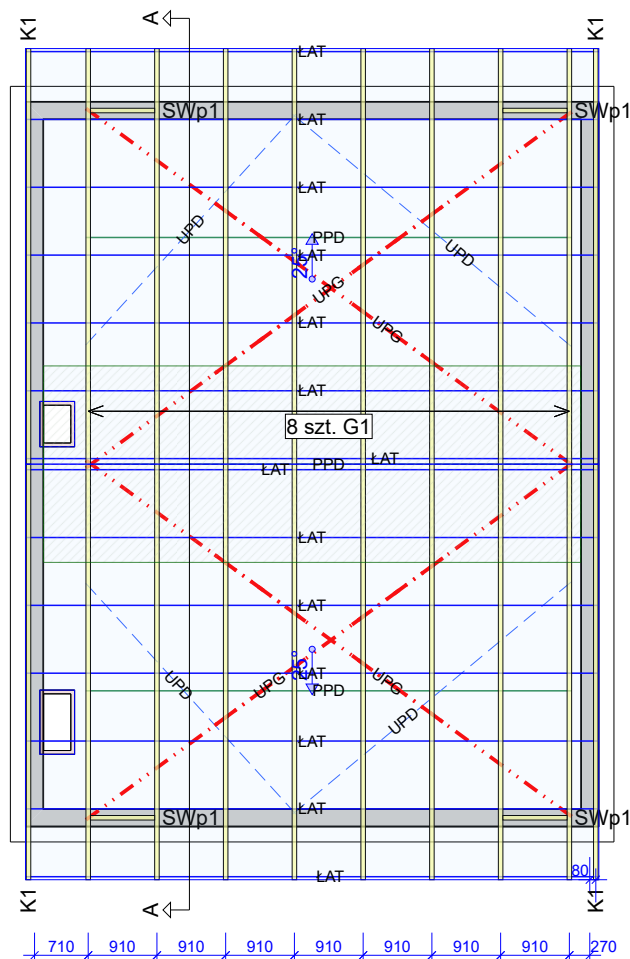 K1
A
K1
ŁAT
SWp1
SWp1
ŁAT
ŁAT
UPD
PPD
UPD
25°
ŁAT
UPG
ŁAT
UPG
ŁAT
8 szt. G1
ŁAT
PPD
ŁAT
ŁAT
ŁAT
25°
ŁAT
UPD
UPG
PPD
UPG
UPD
ŁAT
ŁAT
SWp1
SWp1
ŁAT
80
K1
A
K1
710 910 910 910 910 910 910 910 270